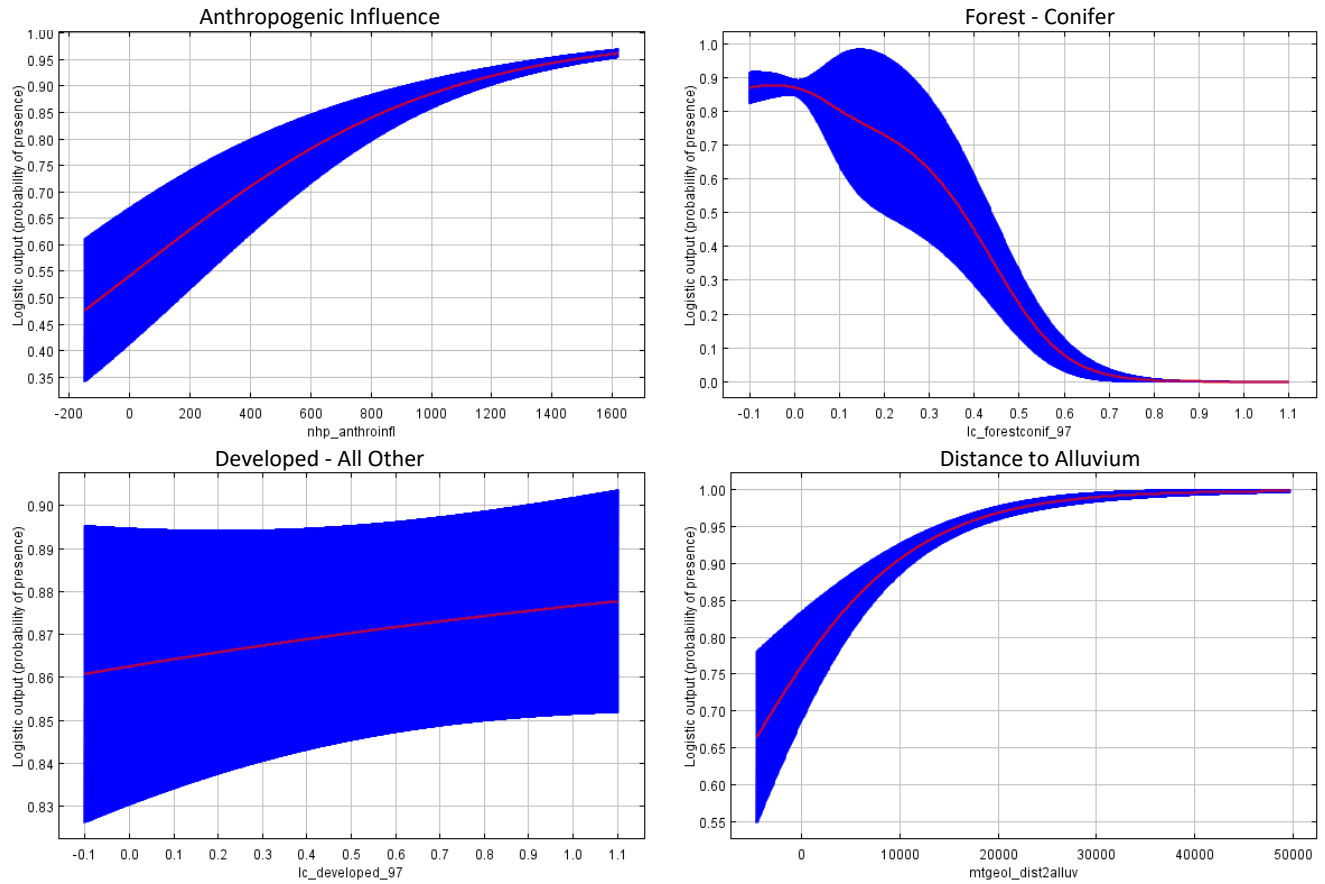 Anthropogenic Influence
Logistic output (probability of presence)
1.00
0.95
0.90
0.85
0.80
0.75
0.70
0.65
0.60
0.55
0.50
0.45
0.40
0.35
-200 0 200 400 600 800 1000 1200 1400 1600
nhp_anthroinfl
Forest - Conifer
Logistic output (probability of presence)
1.0
0.9
0.8
0.7
0.6
0.5
0.4
0.3
0.2
0.1
0.0
-0.1 0.0 0.1 0.2 0.3 0.4 0.5 0.6 0.7 0.8 0.9 1.0 1.1
lc_forestconif_97
Developed - All Other
Logistic output (probability of presence)
0.90
0.89
0.88
0.87
0.86
0.85
0.84
0.83
-0.1 0.0 0.1 0.2 0.3 0.4 0.5 0.6 0.7 0.8 0.9 1.0 1.1
lc_developed_97
Distance to Alluvium
Logistic output (probability of presence)
1.00
0.95
0.90
0.85
0.80
0.75
0.70
0.65
0.60
0.55
0 10000 20000 30000 40000 50000
mtgeol_dist2alluv